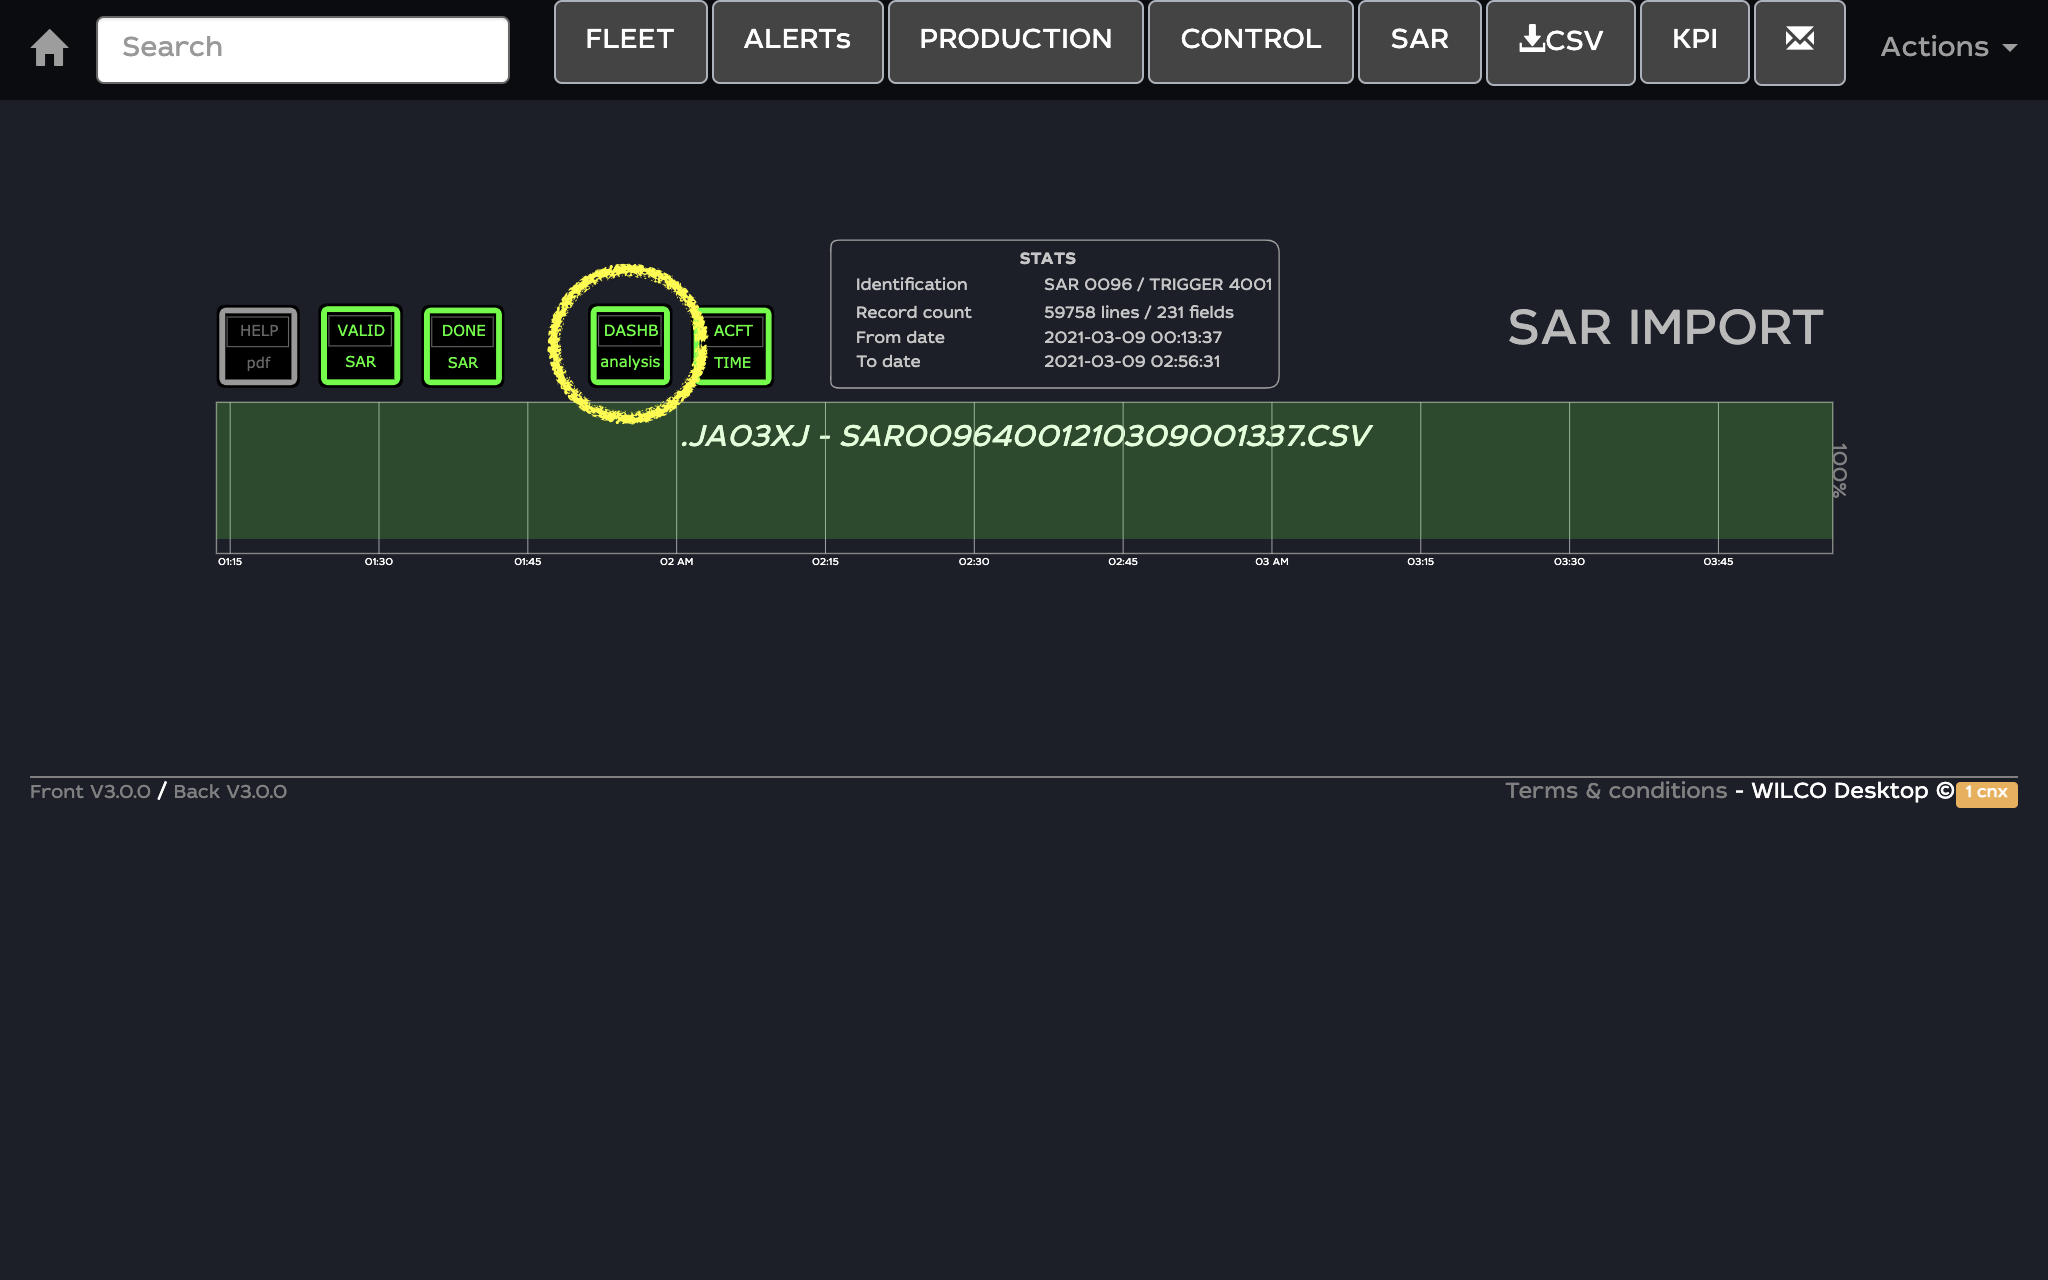 Search FLEET ALERTs PRODUCTION CONTROL SAR CSV KPI Actions
STATS
Identification SAR 0096 / TRIGGER 4001
Record count 59758 lines / 231 fields
From date 2021-03-09 00:13:37
To date 2021-03-09 02:56:31
HELP VALID DONE DASHB ACFT
pdf SAR SAR analysis TIME
SAR IMPORT
.JA03XJ - SAR00964001210309001337.CSV
100%
01:15 01:30 01:45 02 AM 02:15 02:30 02:45 03 AM 03:15 03:30 03:45
Front V3.0.0 / Back V3.0.0 Terms & conditions - WILCO Desktop © 1 cnx